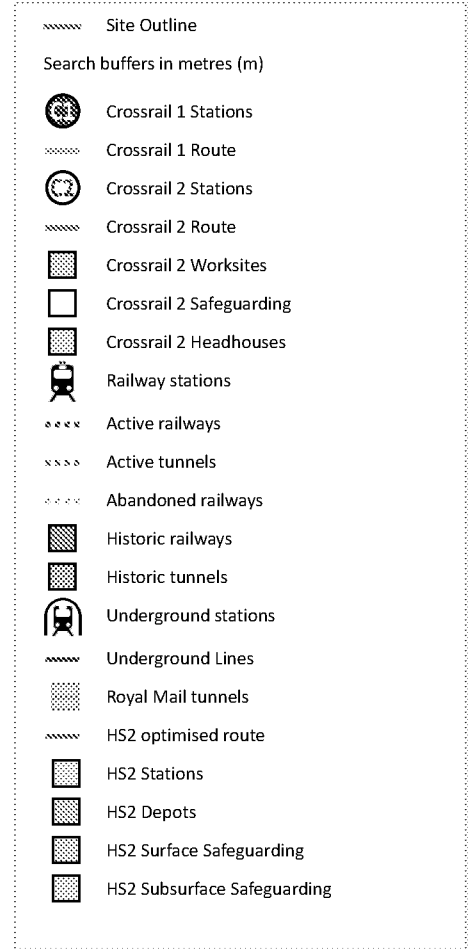 Site Outline
Search buffers in metres (m)
C1 Crossrail 1 Stations
Crossrail 1 Route
C2 Crossrail 2 Stations
Crossrail 2 Route
Crossrail 2 Worksites
Crossrail 2 Safeguarding
Crossrail 2 Headhouses
Railway stations
Active railways
Active tunnels
Abandoned railways
Historic railways
Historic tunnels
Underground stations
Underground Lines
Royal Mail tunnels
HS2 optimised route
HS2 Stations
HS2 Depots
HS2 Surface Safeguarding
HS2 Subsurface Safeguarding